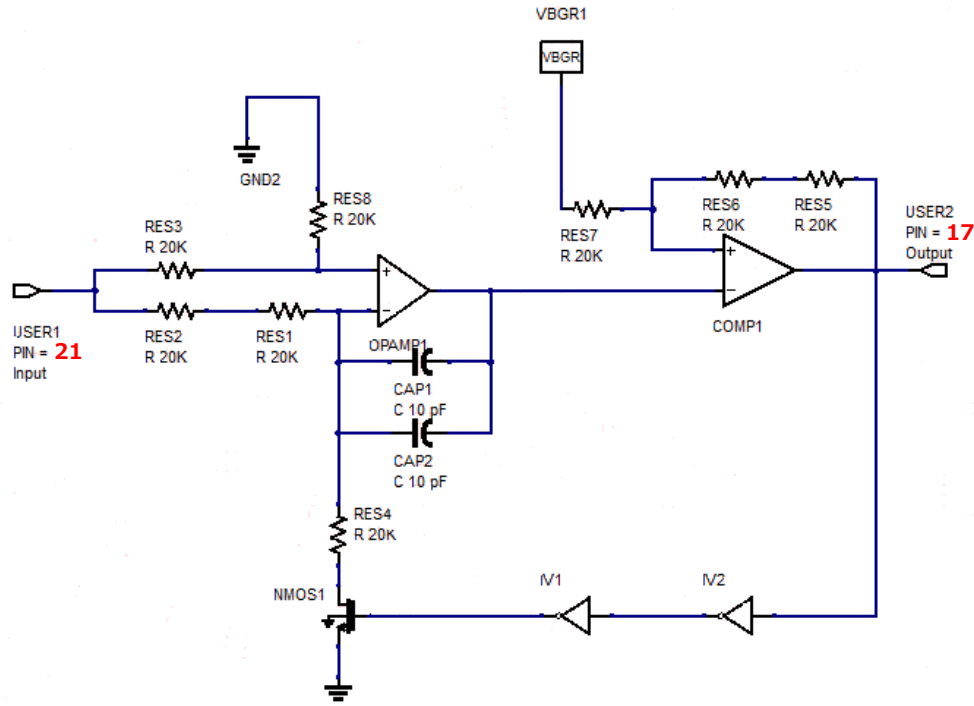 VBGR1
VBGR
GND2
RES8
R 20K
RES3
R 20K
RES6
R 20K
RES5
R 20K
RES7
R 20K
USER2
PIN = 17
Output
+
−
+
−
USER1
PIN = 21
Input
RES2
R 20K
RES1
R 20K
OPAMP1
COMP1
CAP1
C 10 pF
CAP2
C 10 pF
RES4
R 20K
NMOS1
IV1
IV2